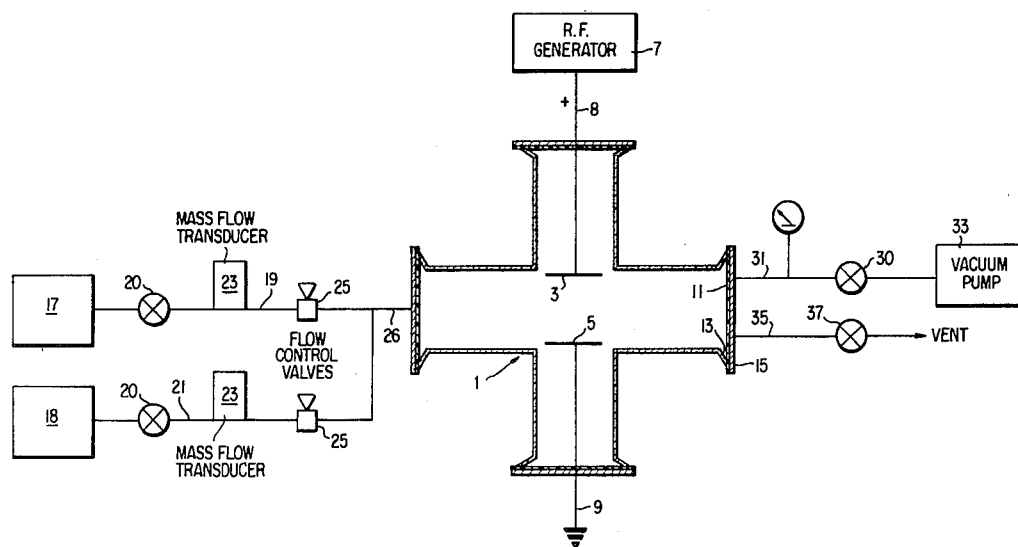 R.F.
GENERATOR
7
+
8
MASS FLOW
TRANSDUCER
33
31
30
VACUUM
PUMP
20
23
19
25
3
11
17
26
5
35
37
13
VENT
FLOW
CONTROL
VALVES
15
1
20
21
23
18
25
MASS FLOW
TRANSDUCER
9